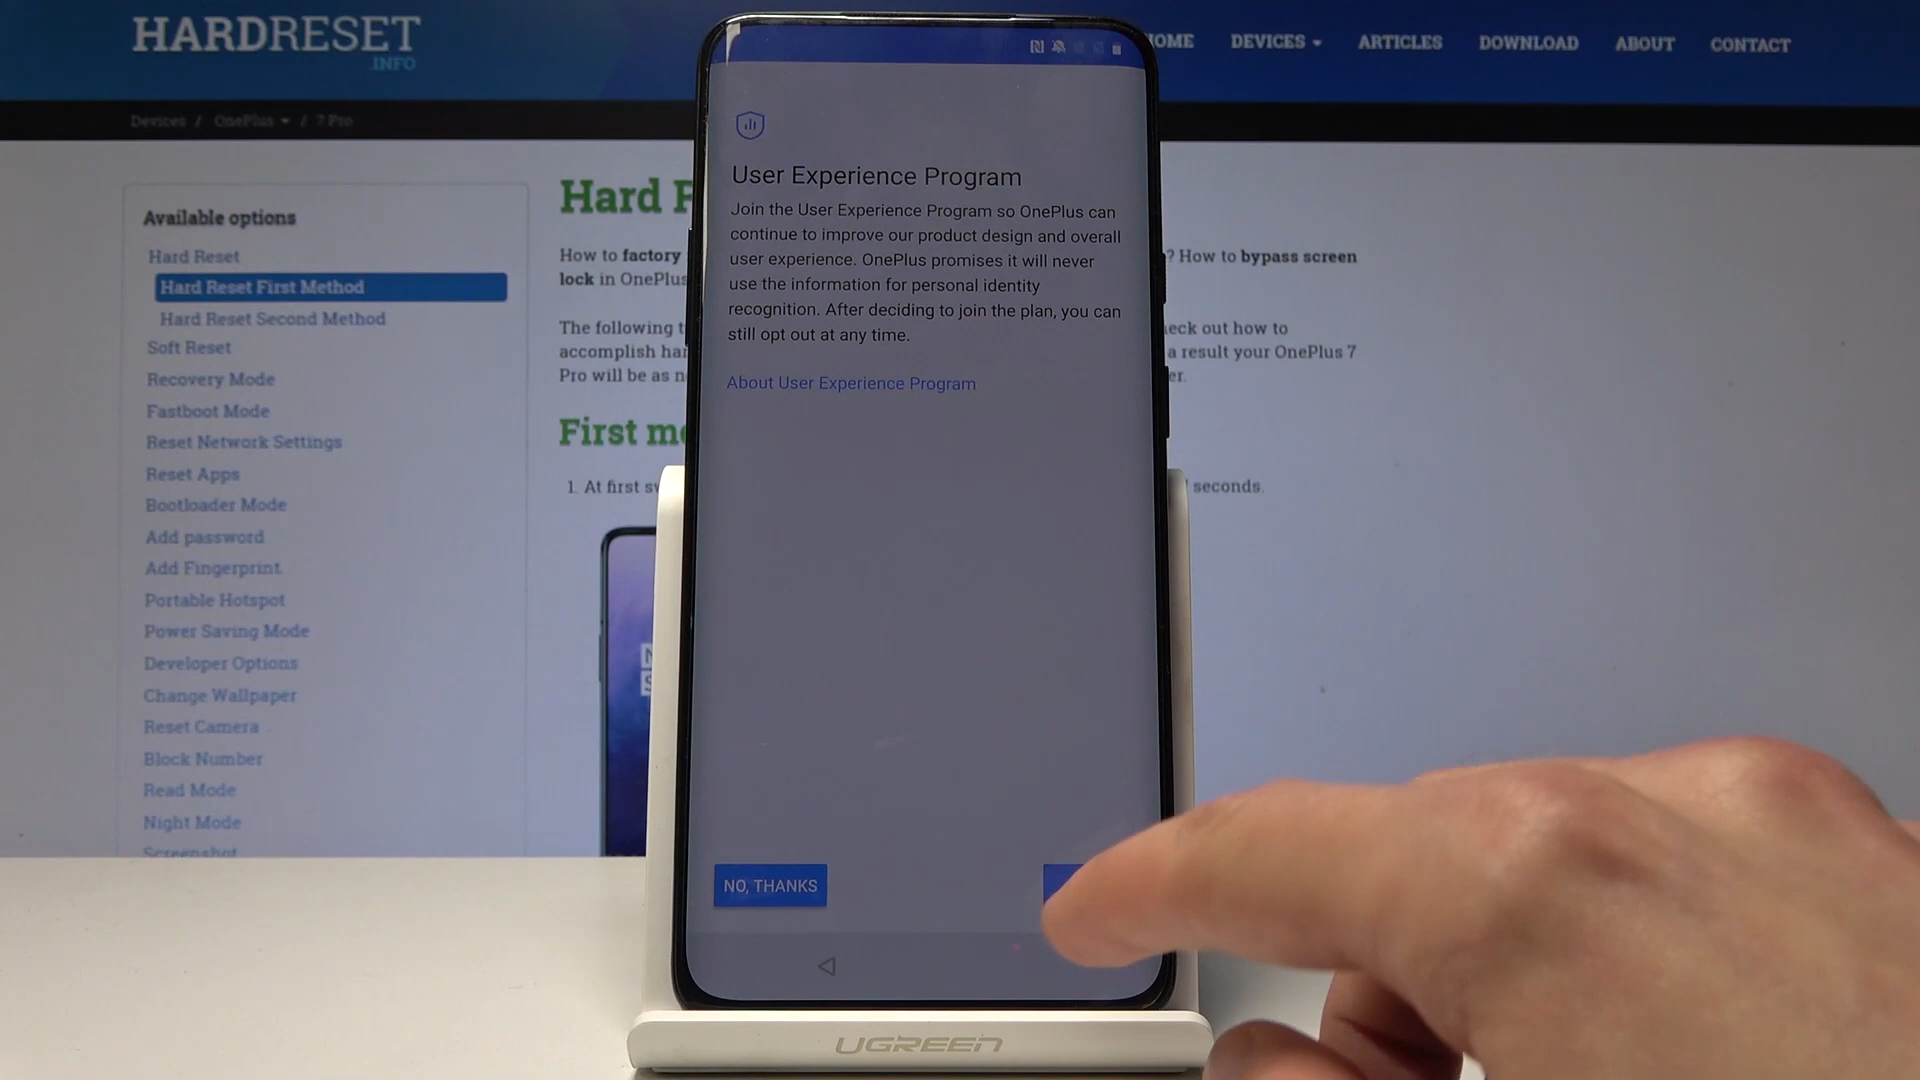 HARDRESET
.INFO
HOME
DEVICES
ARTICLES
DOWNLOAD
ABOUT
CONTACT
Devices / OnePlus / 7 Pro
Available options
Hard Reset
Hard Reset First Method
Hard Reset Second Method
Soft Reset
Recovery Mode
Fastboot Mode
Reset Network Settings
Reset Apps
Bootloader Mode
Add password
Add Fingerprint
Portable Hotspot
Power Saving Mode
Developer Options
Change Wallpaper
Reset Camera
Block Number
Read Mode
Night Mode
Screenshot
Hard
How to factory
? How to bypass screen
lock in OnePlus
The following
eck out how to
accomplish
a result your OnePlus 7
Pro will be as
er.
First
1. At first
seconds.
User Experience Program
Join the User Experience Program so OnePlus can
continue to improve our product design and overall
user experience. OnePlus promises it will never
use the information for personal identity
recognition. After deciding to join the plan, you can
still opt out at any time.
About User Experience Program
NO, THANKS
UGREEN